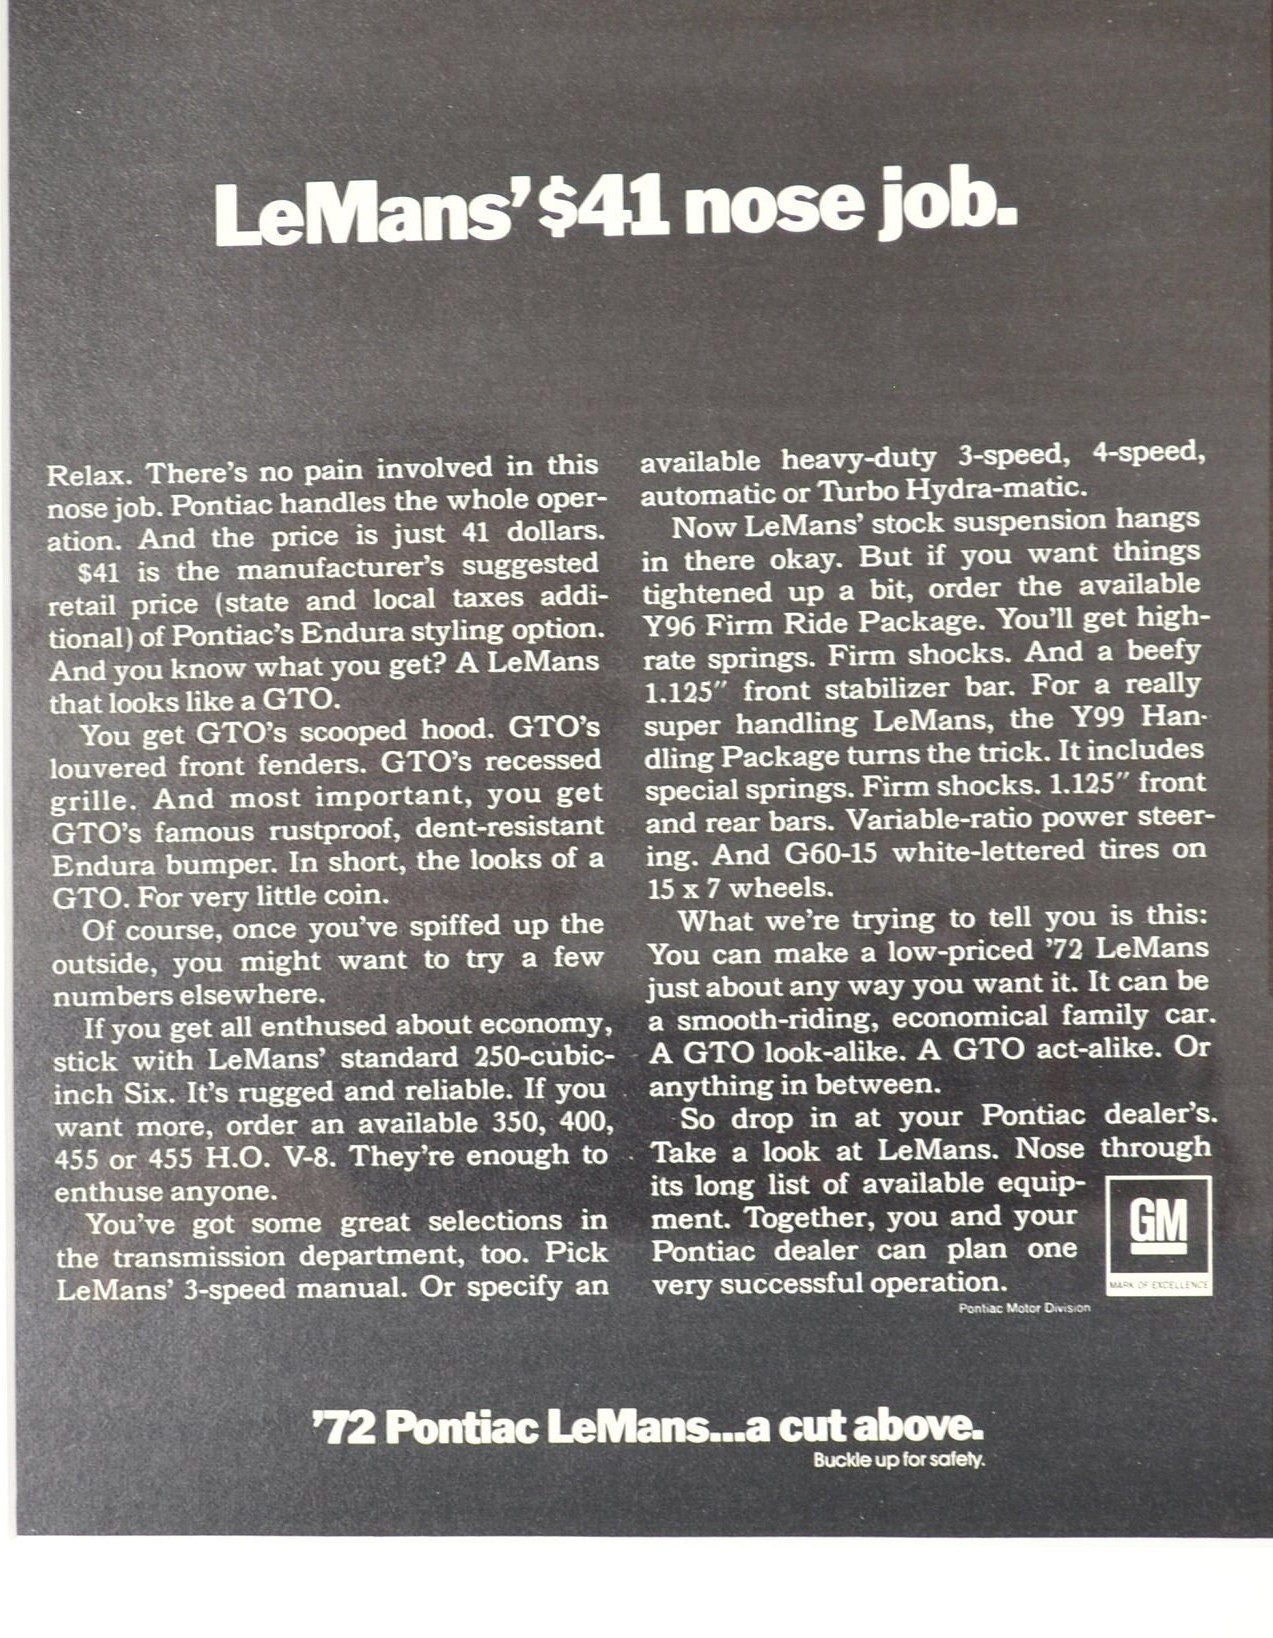 LeMans' $41 nose job.
Relax. There's no pain involved in this
nose job. Pontiac handles the whole oper-
ation. And the price is just 41 dollars.
$41 is the manufacturer's suggested
retail price (state and local taxes addi-
tional) of Pontiac's Endura styling option.
And you know what you get? A LeMans
that looks like a GTO.
You get GTO's scooped hood. GTO's
louvered front fenders. GTO's recessed
grille. And most important, you get
GTO's famous rustproof, dent-resistant
Endura bumper. In short, the looks of a
GTO. For very little coin.
Of course, once you've spiffed up the
outside, you might want to try a few
numbers elsewhere.
If you get all enthused about economy,
stick with LeMans' standard 250-cubic-
inch Six. It's rugged and reliable. If you
want more, order an available 350, 400,
455 or 455 H.O. V-8. They're enough to
enthuse anyone.
You've got some great selections in
the transmission department, too. Pick
LeMans' 3-speed manual. Or specify an
available heavy-duty 3-speed, 4-speed,
automatic or Turbo Hydra-matic.
Now LeMans' stock suspension hangs
in there okay. But if you want things
tightened up a bit, order the available
Y96 Firm Ride Package. You'll get high-
rate springs. Firm shocks. And a beefy
1.125" front stabilizer bar. For a really
super handling LeMans, the Y99 Han-
dling Package turns the trick. It includes
special springs. Firm shocks. 1.125" front
and rear bars. Variable-ratio power steer-
ing. And G60-15 white-lettered tires on
15 x 7 wheels.
What we're trying to tell you is this:
You can make a low-priced '72 LeMans
just about any way you want it. It can be
a smooth-riding, economical family car.
A GTO look-alike. A GTO act-alike. Or
anything in between.
So drop in at your Pontiac dealer's.
Take a look at LeMans. Nose through
its long list of available equip-
ment. Together, you and your
Pontiac dealer can plan one
very successful operation.
GM
MARK OF EXCELLENCE
Pontiac Motor Division
'72 Pontiac LeMans...a cut above.
Buckle up for safety.